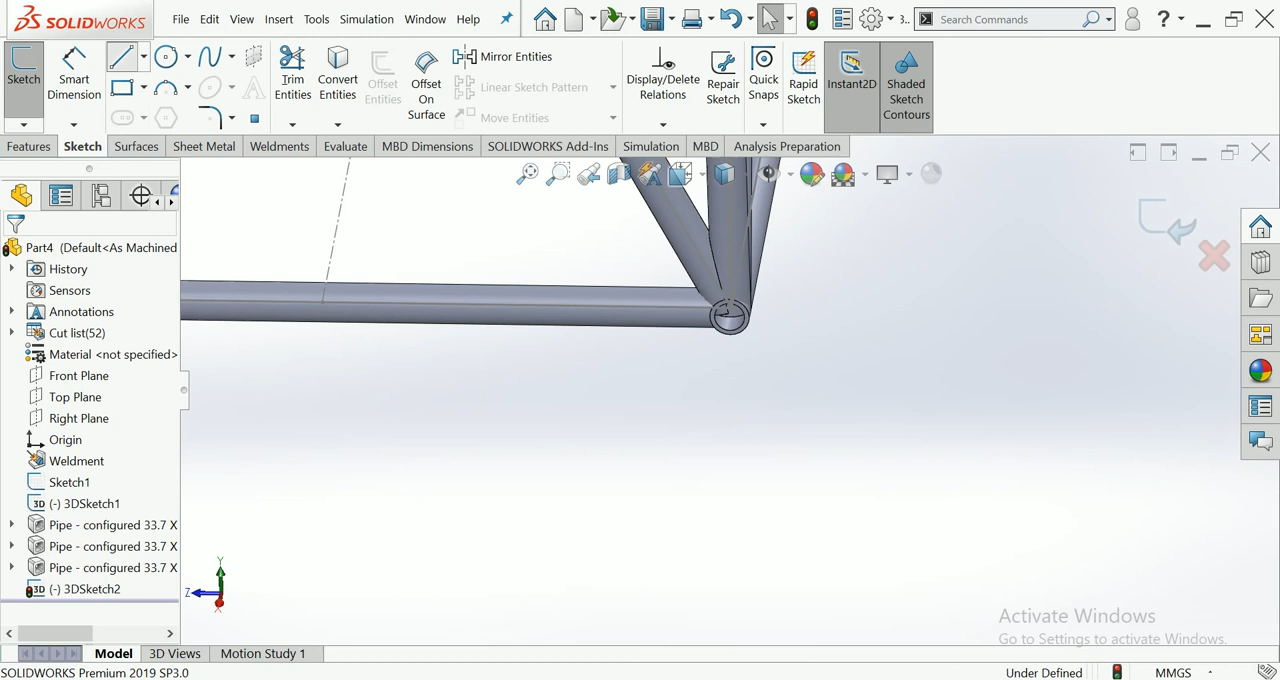 SOLIDWORKS File Edit View Insert Tools Simulation Window Help 3.. Search Commands ?
Sketch Smart Dimension Trim Entities Convert Entities Offset Entities Offset On Surface Mirror Entities Linear Sketch Pattern Move Entities Display/Delete Relations Repair Sketch Quick Snaps Rapid Sketch Instant2D Shaded Sketch Contours
Features Sketch Surfaces Sheet Metal Weldments Evaluate MBD Dimensions SOLIDWORKS Add-Ins Simulation MBD Analysis Preparation
Part4 (Default<As Machined
History
Sensors
Annotations
Cut list(52)
Material <not specified>
Front Plane
Top Plane
Right Plane
Origin
Weldment
Sketch1
3D (-) 3DSketch1
Pipe - configured 33.7 X
Pipe - configured 33.7 X
Pipe - configured 33.7 X
3D (-) 3DSketch2
Y
Z
X
Activate Windows
Go to Settings to activate Windows.
Model 3D Views Motion Study 1
SOLIDWORKS Premium 2019 SP3.0 Under Defined MMGS